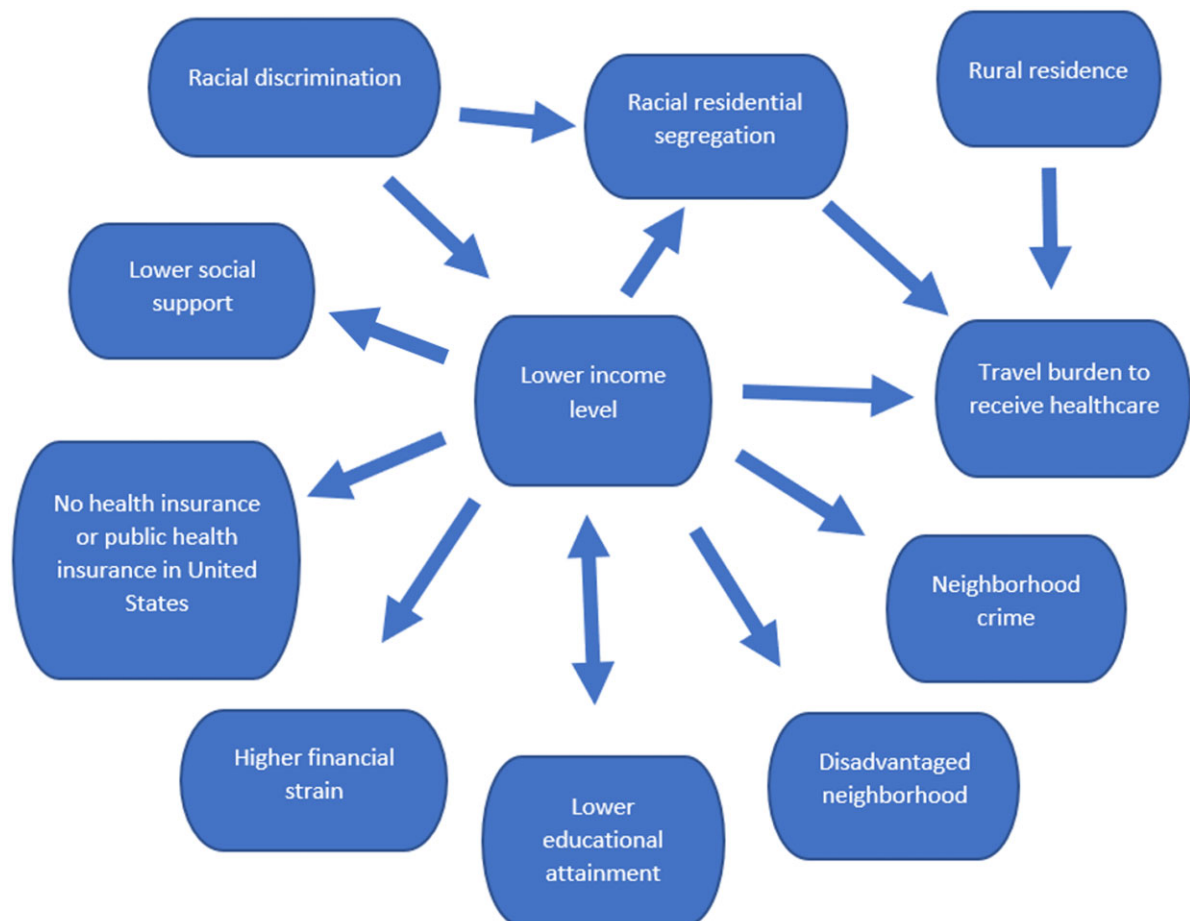 Racial discrimination
Racial residential
segregation
Rural residence
Lower social
support
Lower income
level
Travel burden to
receive healthcare
No health insurance
or public health
insurance in United
States
Neighborhood
crime
Higher financial
strain
Lower
educational
attainment
Disadvantaged
neighborhood